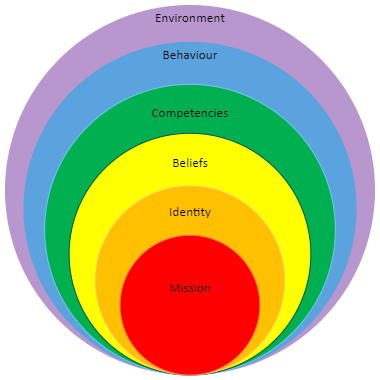 Environment
Behaviour
Competencies
Beliefs
Identity
Mission